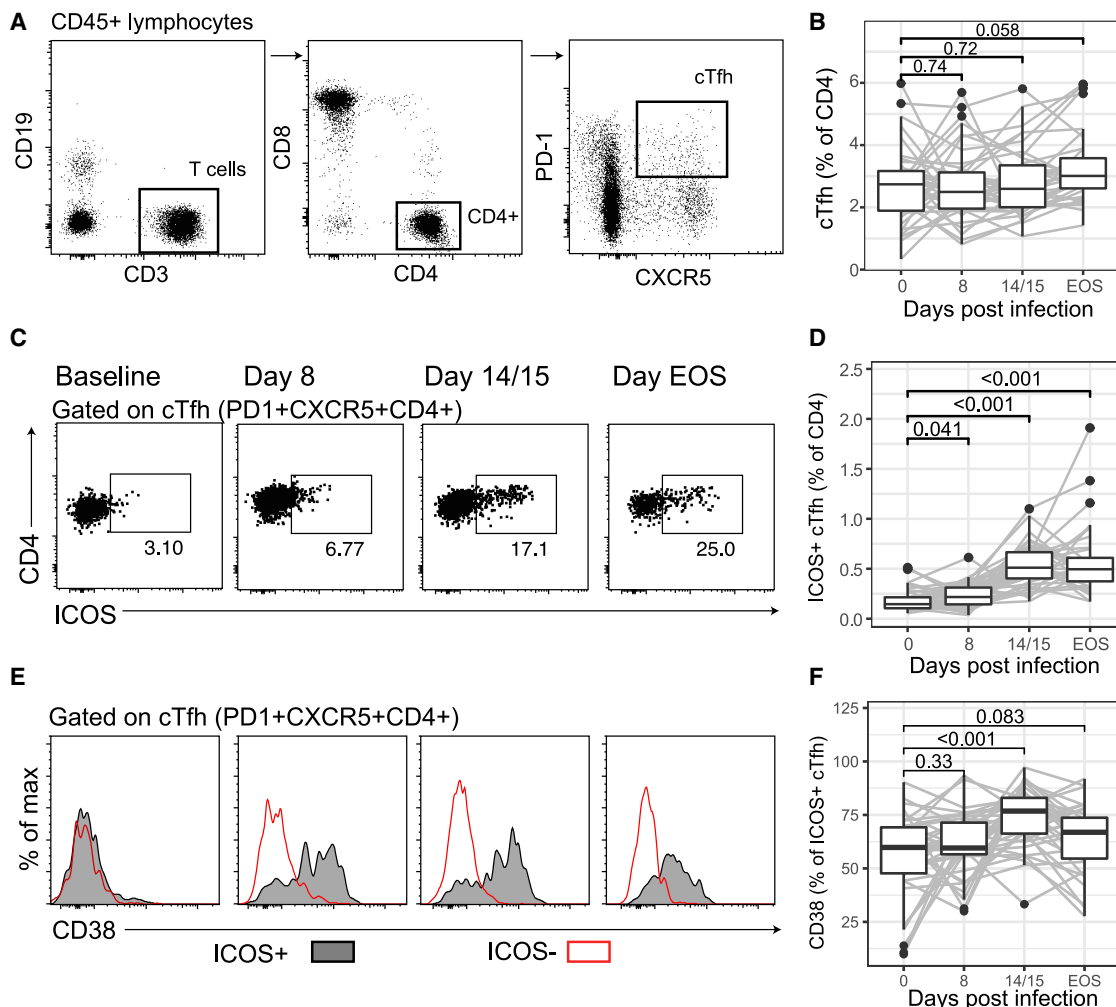 A
CD45+ lymphocytes
CD19
T cells
CD3
CD8
CD4+
CD4
PD-1
cTfh
CXCR5
B
cTfh (% of CD4)
0.058
0.72
0.74
6
4
2
0
0 8 14/15 EOS
Days post infection
C
Baseline Day 8 Day 14/15 Day EOS
Gated on cTfh (PD1+CXCR5+CD4+)
CD4
3.10 6.77 17.1 25.0
ICOS
D
ICOS+ cTfh (% of CD4)
2.5
<0.001
2.0
<0.001
0.041
1.5
1.0
0.5
0.0
0 8 14/15 EOS
Days post infection
E
Gated on cTfh (PD1+CXCR5+CD4+)
% of max
CD38
ICOS+ ICOS-
F
CD38 (% of ICOS+ cTfh)
125
0.083
<0.001
100
0.33
75
50
25
0 8 14/15 EOS
Days post infection